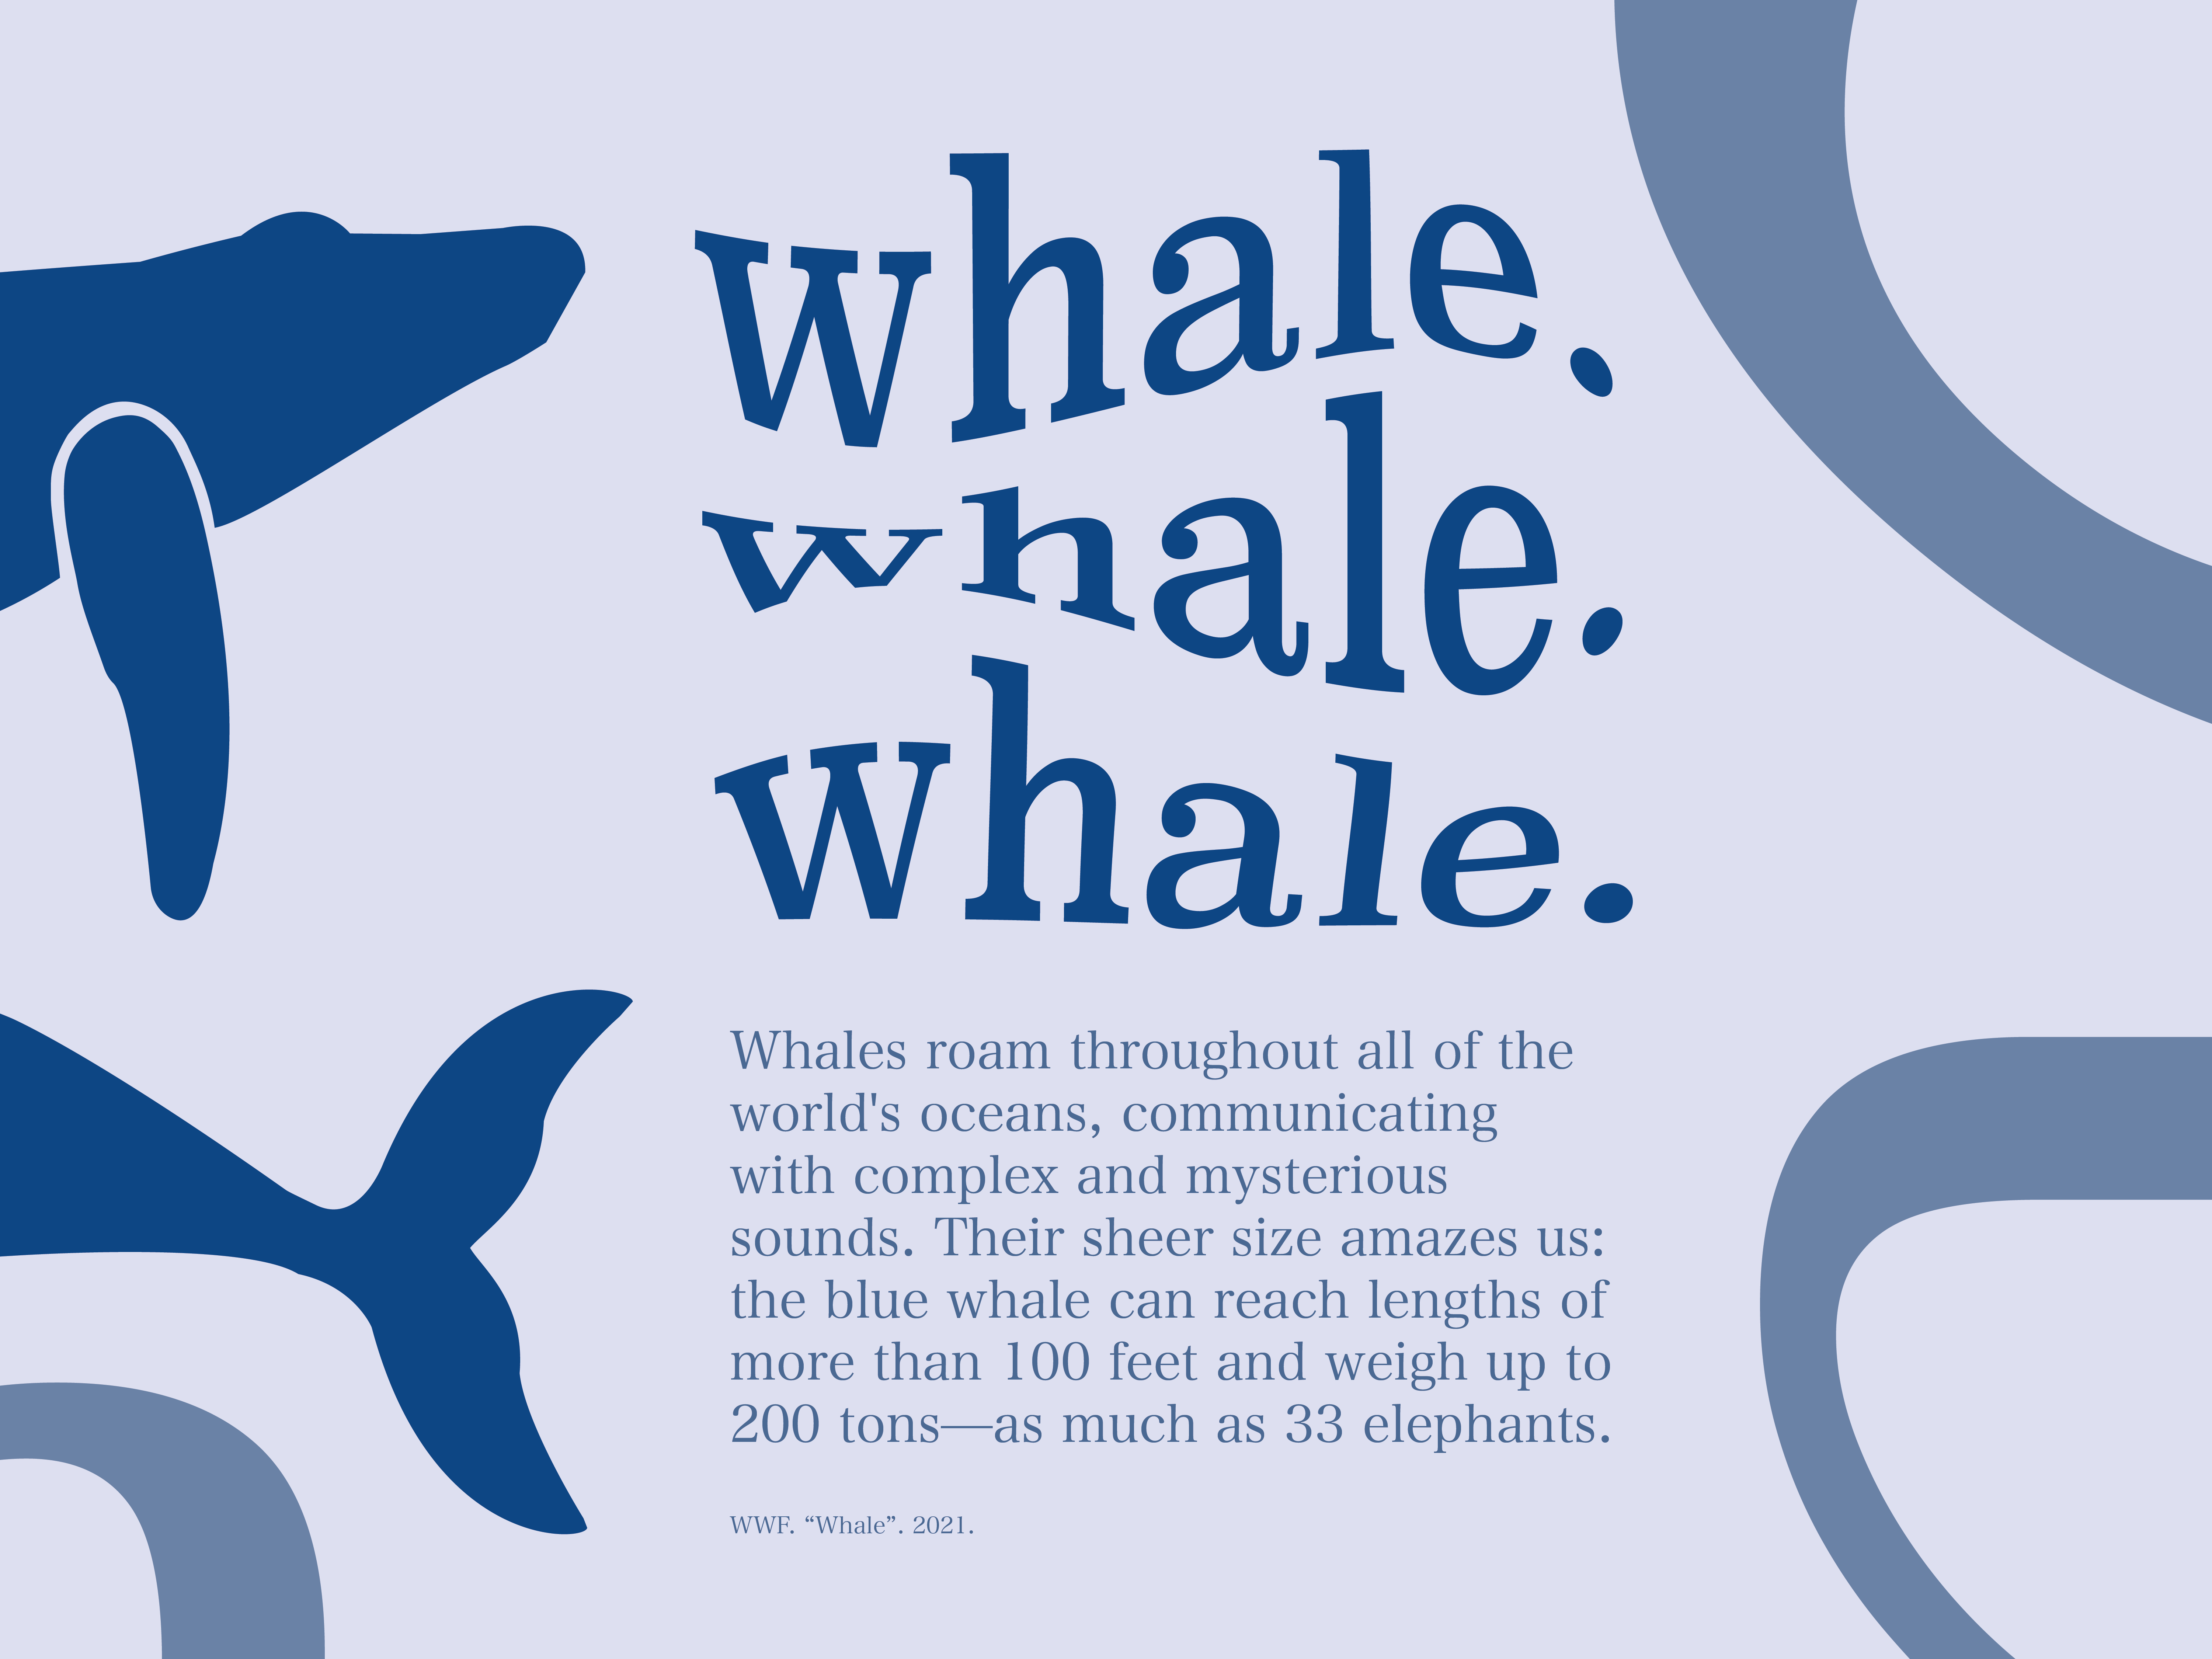 whale.
whale.
whale.
Whales roam throughout all of the
world's oceans, communicating
with complex and mysterious
sounds. Their sheer size amazes us:
the blue whale can reach lengths of
more than 100 feet and weigh up to
200 tons—as much as 33 elephants.
WWF. “Whale”. 2021.